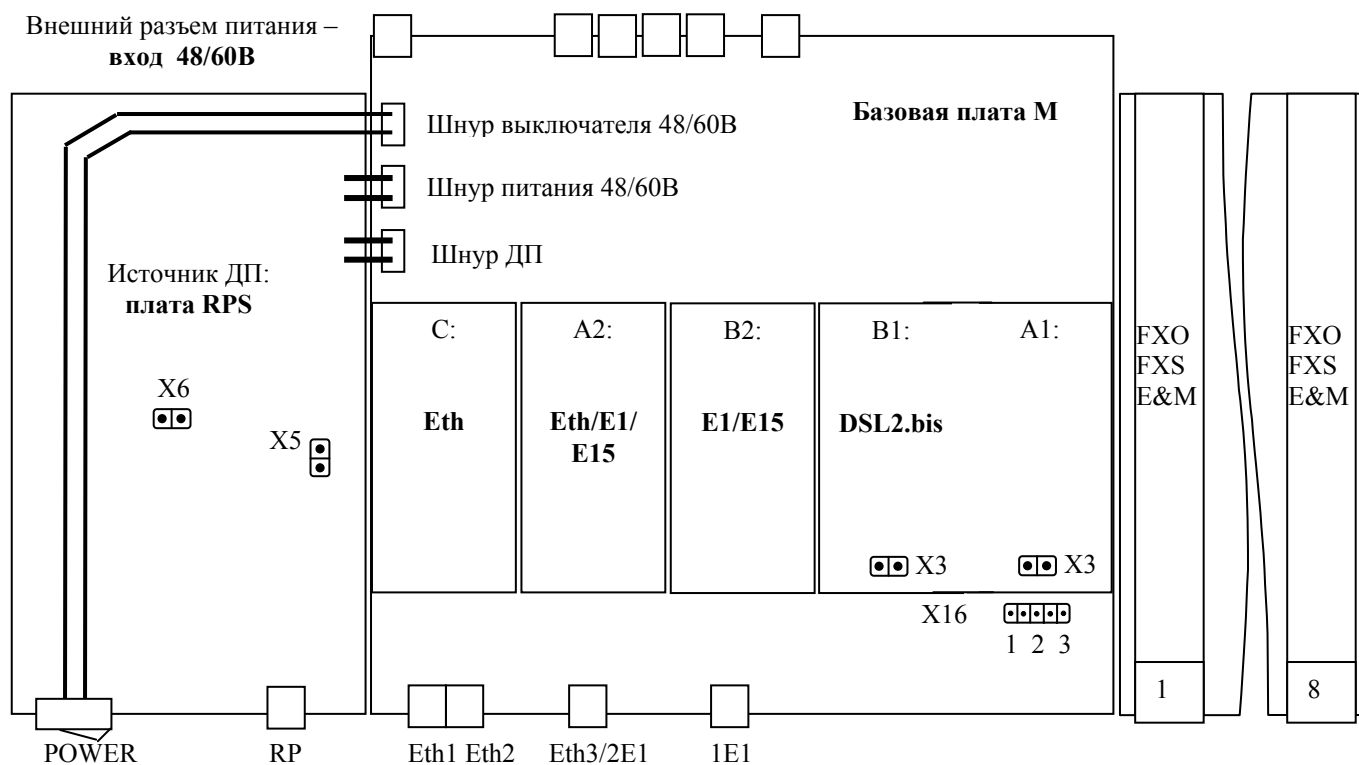 Внешний разъем питания –
вход 48/60В
Шнур выключателя 48/60В
Базовая плата М
Шнур питания 48/60В
Шнур ДП
Источник ДП:
плата RPS
C:
A2:
B2:
B1:
A1:
FXO
FXS
E&M
FXO
FXS
E&M
X6
X5
Eth
Eth/E1/
E15
E1/E15
DSL2.bis
X3
X3
X16
1 2 3
1
8
POWER
RP
Eth1 Eth2
Eth3/2E1
1E1